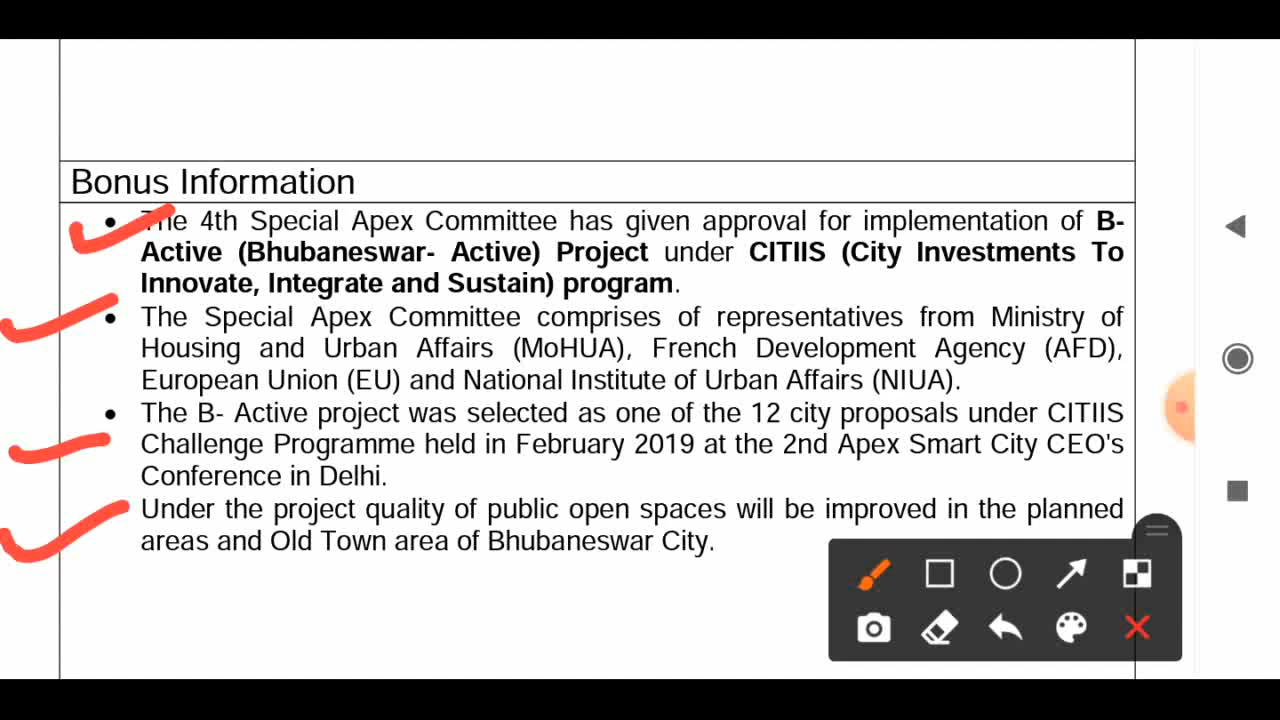 Bonus Information
• The 4th Special Apex Committee has given approval for implementation of B-
Active (Bhubaneswar- Active) Project under CITIIS (City Investments To
Innovate, Integrate and Sustain) program.
• The Special Apex Committee comprises of representatives from Ministry of
Housing and Urban Affairs (MoHUA), French Development Agency (AFD),
European Union (EU) and National Institute of Urban Affairs (NIUA).
• The B- Active project was selected as one of the 12 city proposals under CITIIS
Challenge Programme held in February 2019 at the 2nd Apex Smart City CEO's
Conference in Delhi.
Under the project quality of public open spaces will be improved in the planned
areas and Old Town area of Bhubaneswar City.